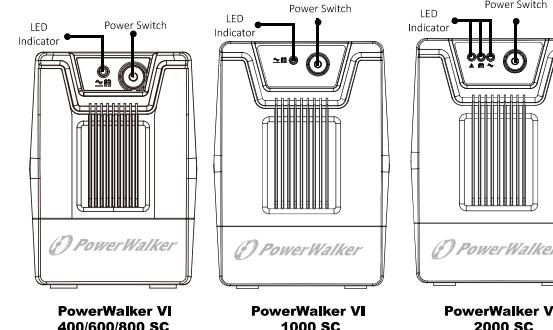 LED
Indicator
Power Switch
LED
Indicator
Power Switch
LED
Indicator
Power Switch
PowerWalker
PowerWalker
PowerWalke
PowerWalker VI
400/600/800 SC
PowerWalker VI
1000 SC
PowerWalker V
2000 SC